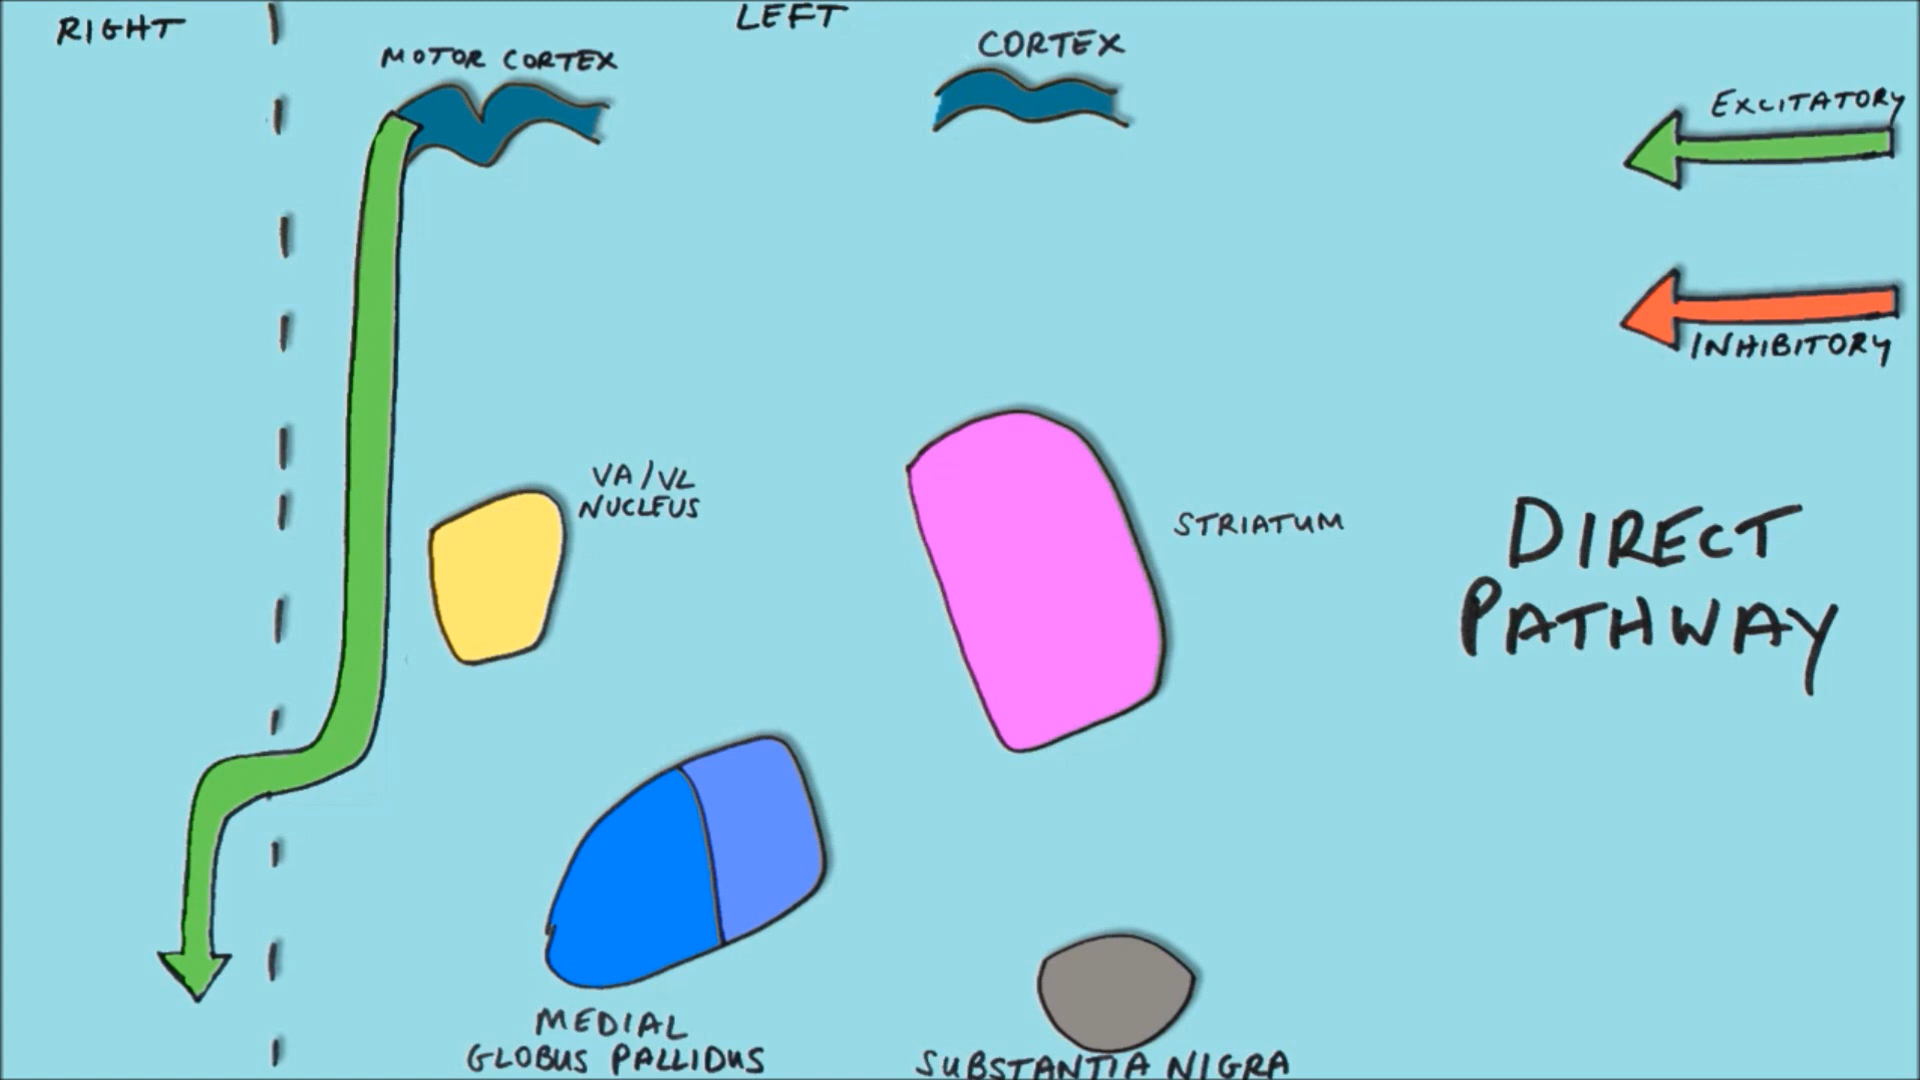 RIGHT
LEFT
MOTOR CORTEX
CORTEX
EXCITATORY
INHIBITORY
VA/VL
NUCLEUS
STRIATUM
DIRECT
PATHWAY
MEDIAL
GLOBUS PALLIDUS
SUBSTANTIA NIGRA